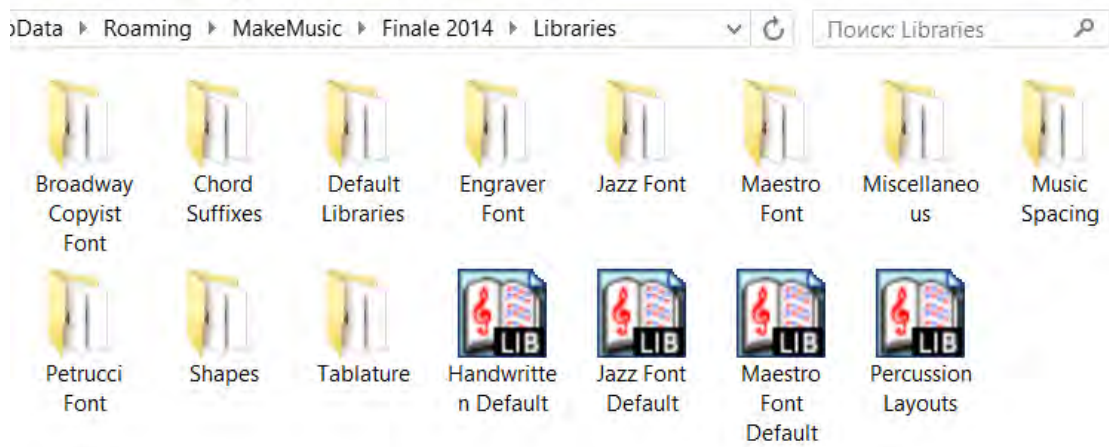 oData ▸ Roaming ▸ MakeMusic ▸ Finale 2014 ▸ Libraries Поиск: Libraries
Broadway Chord Default Engraver Jazz Font Maestro Miscellaneo Music
Copyist Suffixes Libraries Font Font us Spacing
Font
LIB LIB LIB LIB
Petrucci Shapes Tablature Handwritte Jazz Font Maestro Percussion
Font n Default Default Font Layouts
Default